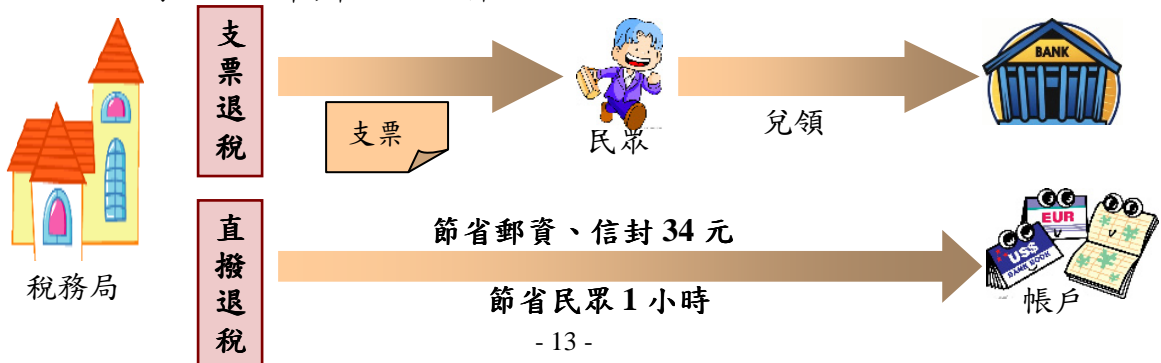 支票退稅
支票
民眾
兌領
BANK
稅務局
直撥退稅
節省郵資、信封 34 元
節省民眾 1 小時
EUR
US$
BANK BOOK
帳戶
- 13 -